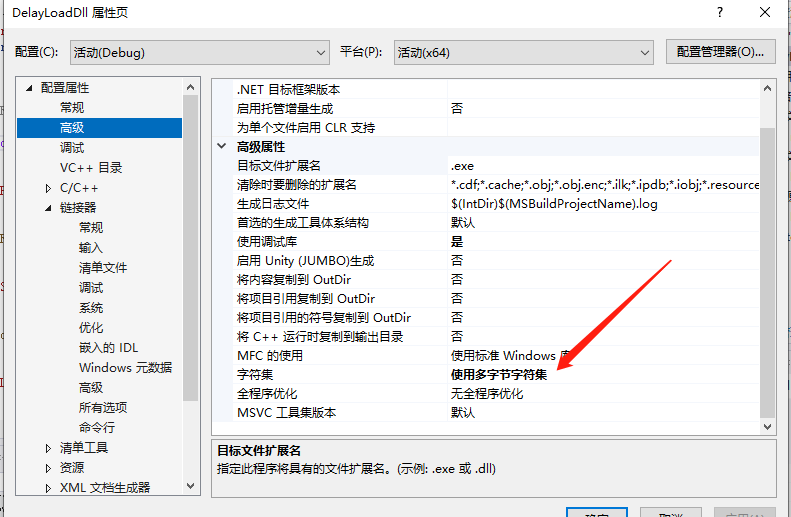 DelayLoadDll 属性页
配置(C): 活动(Debug) 平台(P): 活动(x64) 配置管理器(O)...
配置属性
常规
高级
调试
VC++ 目录
C/C++
链接器
常规
输入
清单文件
调试
系统
优化
嵌入的 IDL
Windows 元数据
高级
所有选项
命令行
清单工具
资源
XML 文档生成器
.NET 目标框架版本
启用托管增量生成 否
为单个文件启用 CLR 支持
高级属性
目标文件扩展名 .exe
清除时要删除的扩展名 *.cdf;*.cache;*.obj;*.obj.enc;*.ilk;*.ipdb;*.iobj;*.resource
生成日志文件 $(IntDir)$(MSBuildProjectName).log
首选的生成工具体系结构 默认
使用调试库 是
启用 Unity (JUMBO)生成 否
将内容复制到 OutDir 否
将项目引用复制到 OutDir 否
将项目引用的符号复制到 OutDir 否
将 C++ 运行时复制到输出目录 否
MFC 的使用 使用标准 Windows 库
字符集 使用多字节字符集
全程序优化 无全程序优化
MSVC 工具集版本 默认
目标文件扩展名
指定此程序将具有的文件扩展名。(示例: .exe 或 .dll)
确定 取消